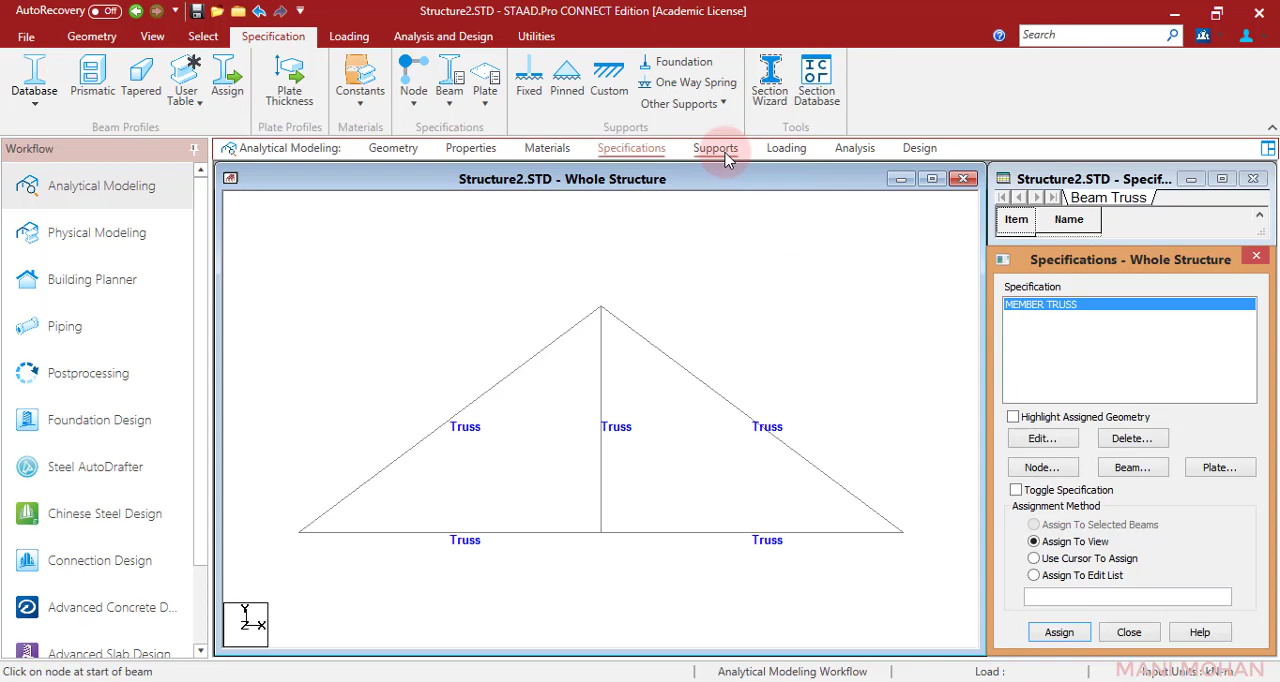 AutoRecovery Off
Structure2.STD - STAAD.Pro CONNECT Edition [Academic License]
File Geometry View Select Specification Loading Analysis and Design Utilities Search
Database Prismatic Tapered User Table Assign
Beam Profiles
Plate Thickness
Plate Profiles
Constants
Materials
Node Beam Plate
Specifications
Fixed Pinned Custom
Foundation
One Way Spring
Other Supports
Supports
Section Wizard Section Database
Tools
Workflow
Analytical Modeling: Geometry Properties Materials Specifications Supports Loading Analysis Design
Analytical Modeling
Physical Modeling
Building Planner
Piping
Postprocessing
Foundation Design
Steel AutoDrafter
Chinese Steel Design
Connection Design
Advanced Concrete D...
Advanced Slab Design
Structure2.STD - Whole Structure
Truss
Truss
Truss
Truss
Truss
Y
Z X
Structure2.STD - Specif...
Beam Truss
Item Name
Specifications - Whole Structure
Specification
MEMBER TRUSS
Highlight Assigned Geometry
Edit... Delete...
Node... Beam... Plate...
Toggle Specification
Assignment Method
Assign To Selected Beams
Assign To View
Use Cursor To Assign
Assign To Edit List
Assign Close Help
Click on node at start of beam
Analytical Modeling Workflow
Load :
Input Units : kN-m
MANI MOHAN